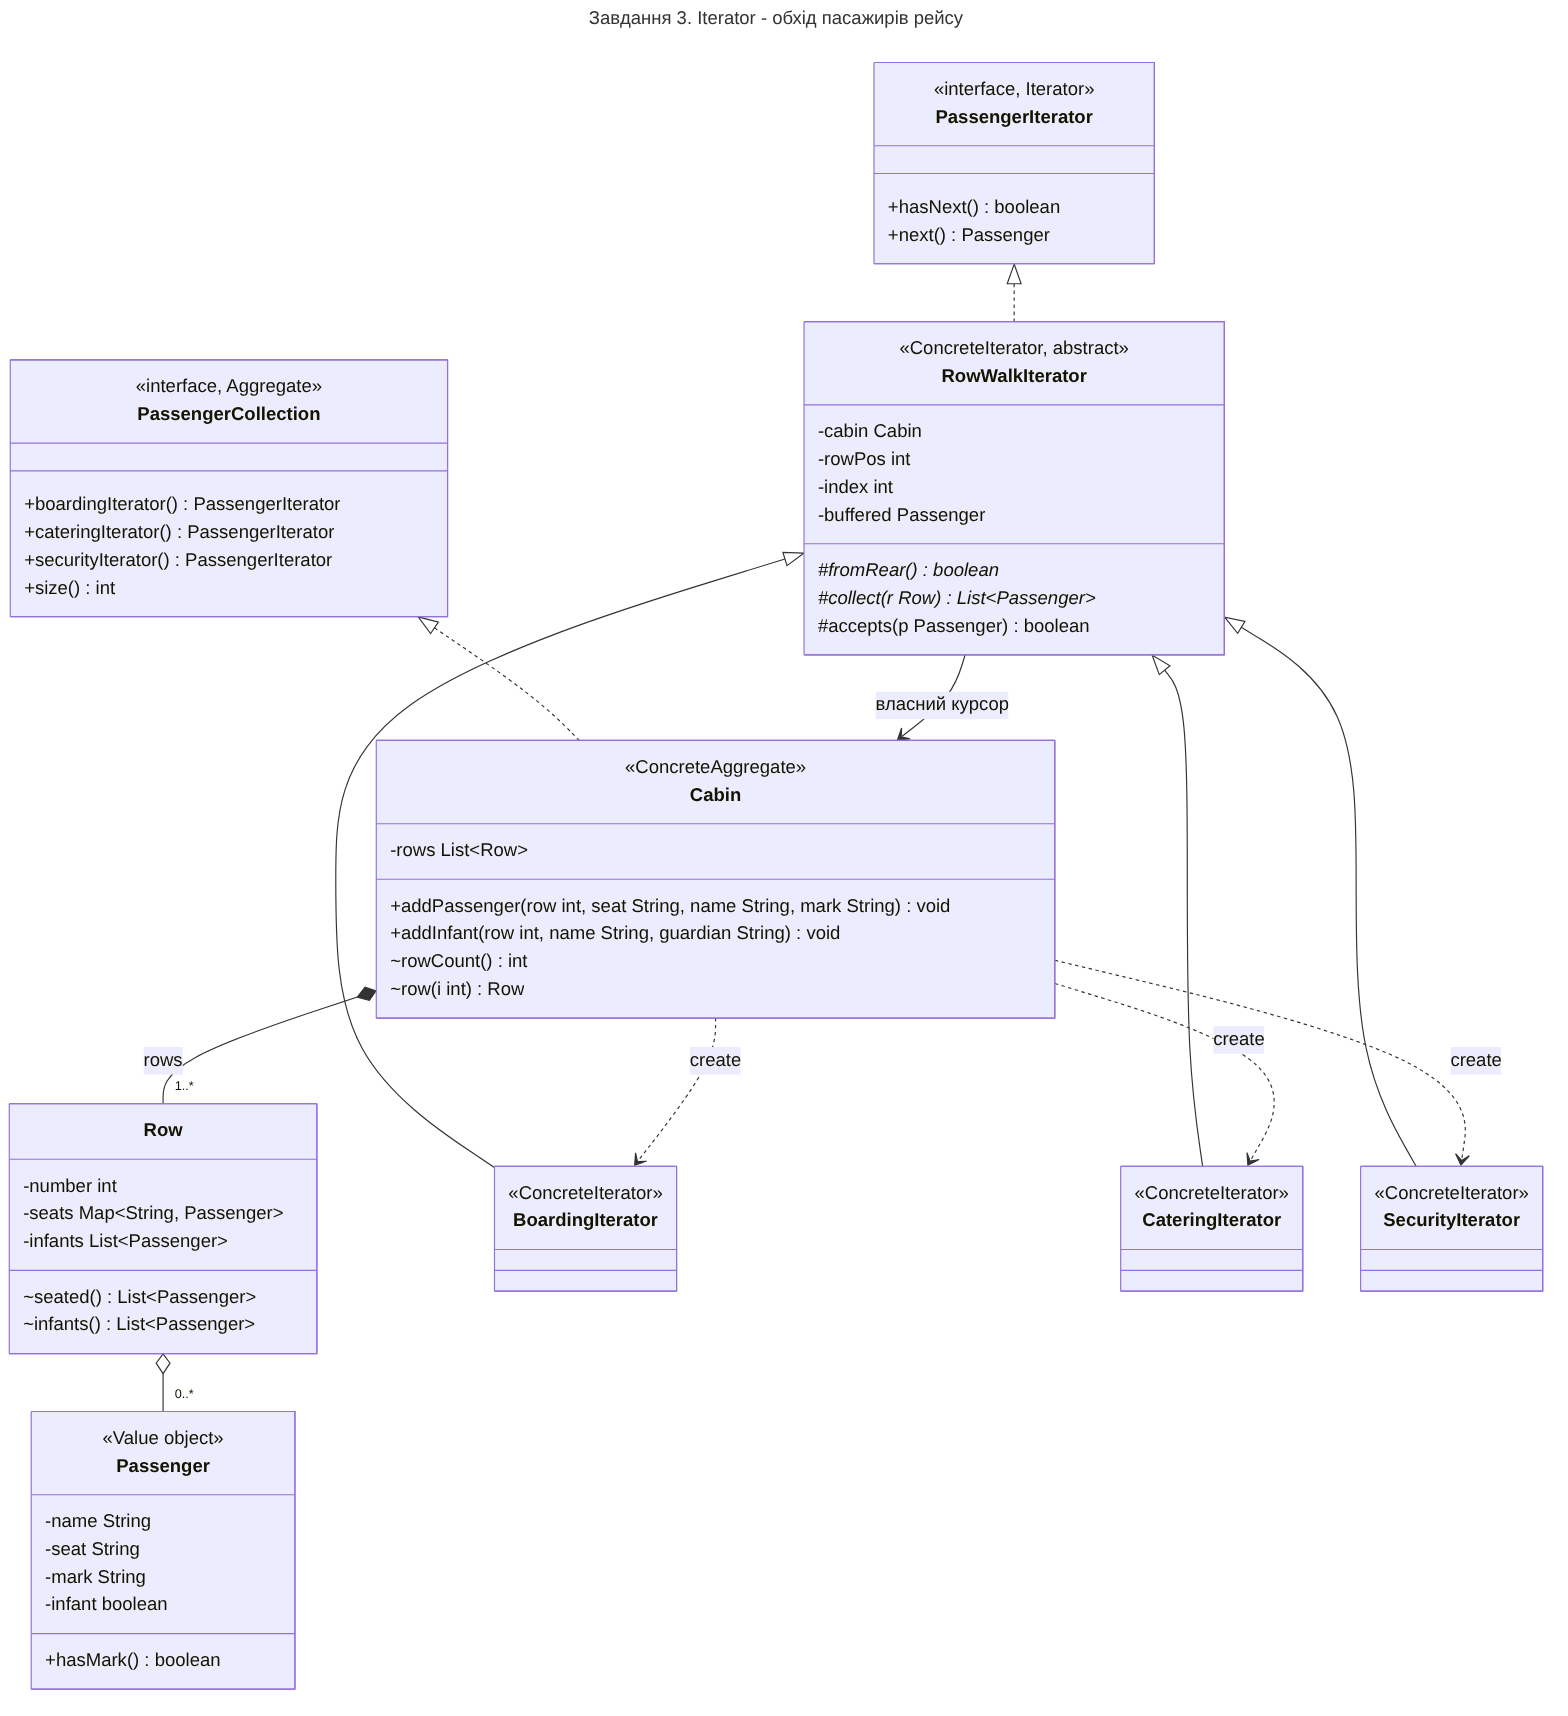 Завдання 3. Iterator - обхід пасажирів рейсу
«interface, Iterator»
PassengerIterator
+hasNext() : boolean
+next() : Passenger
«ConcreteIterator, abstract»
RowWalkIterator
-cabin Cabin
-rowPos int
-index int
-buffered Passenger
#fromRear() : boolean
#collect(r Row) : List<Passenger>
#accepts(p Passenger) : boolean
«interface, Aggregate»
PassengerCollection
+boardingIterator() : PassengerIterator
+cateringIterator() : PassengerIterator
+securityIterator() : PassengerIterator
+size() : int
власний курсор
«ConcreteAggregate»
Cabin
-rows List<Row>
+addPassenger(row int, seat String, name String, mark String) : void
+addInfant(row int, name String, guardian String) : void
~rowCount() : int
~row(i int) : Row
rows
1..*
create
create
create
Row
-number int
-seats Map<String, Passenger>
-infants List<Passenger>
~seated() : List<Passenger>
~infants() : List<Passenger>
«ConcreteIterator»
BoardingIterator
«ConcreteIterator»
CateringIterator
«ConcreteIterator»
SecurityIterator
0..*
«Value object»
Passenger
-name String
-seat String
-mark String
-infant boolean
+hasMark() : boolean